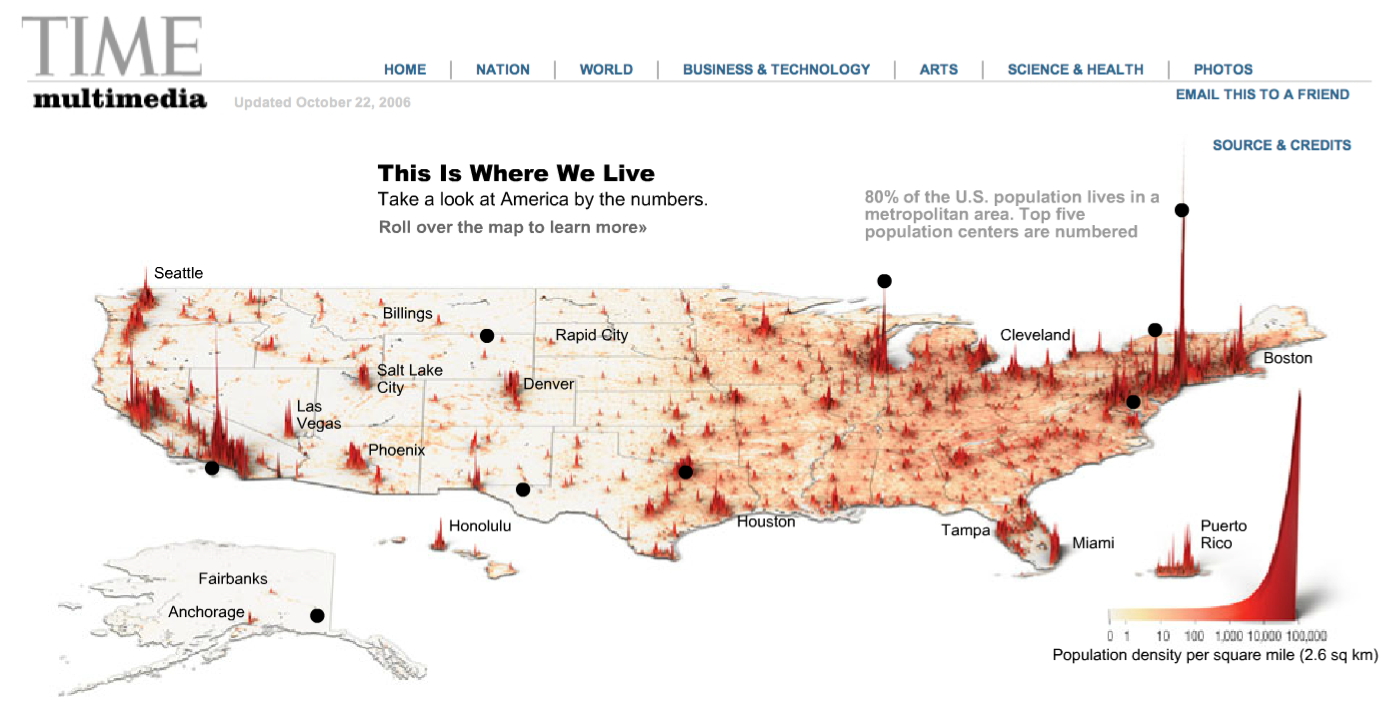 TIME
multimedia
HOME
NATION
WORLD
BUSINESS & TECHNOLOGY
ARTS
SCIENCE & HEALTH
PHOTOS
Updated October 22, 2006
EMAIL THIS TO A FRIEND
SOURCE & CREDITS
This Is Where We Live
Take a look at America by the numbers.
Roll over the map to learn more»
80% of the U.S. population lives in a
metropolitan area. Top five
population centers are numbered
Seattle
Billings
Rapid City
Cleveland
Boston
Salt Lake
City
Denver
Las
Vegas
Phoenix
Honolulu
Houston
Tampa
Miami
Puerto
Rico
Fairbanks
Anchorage
0 1 10 100 1,000 10,000 100,000
Population density per square mile (2.6 sq km)